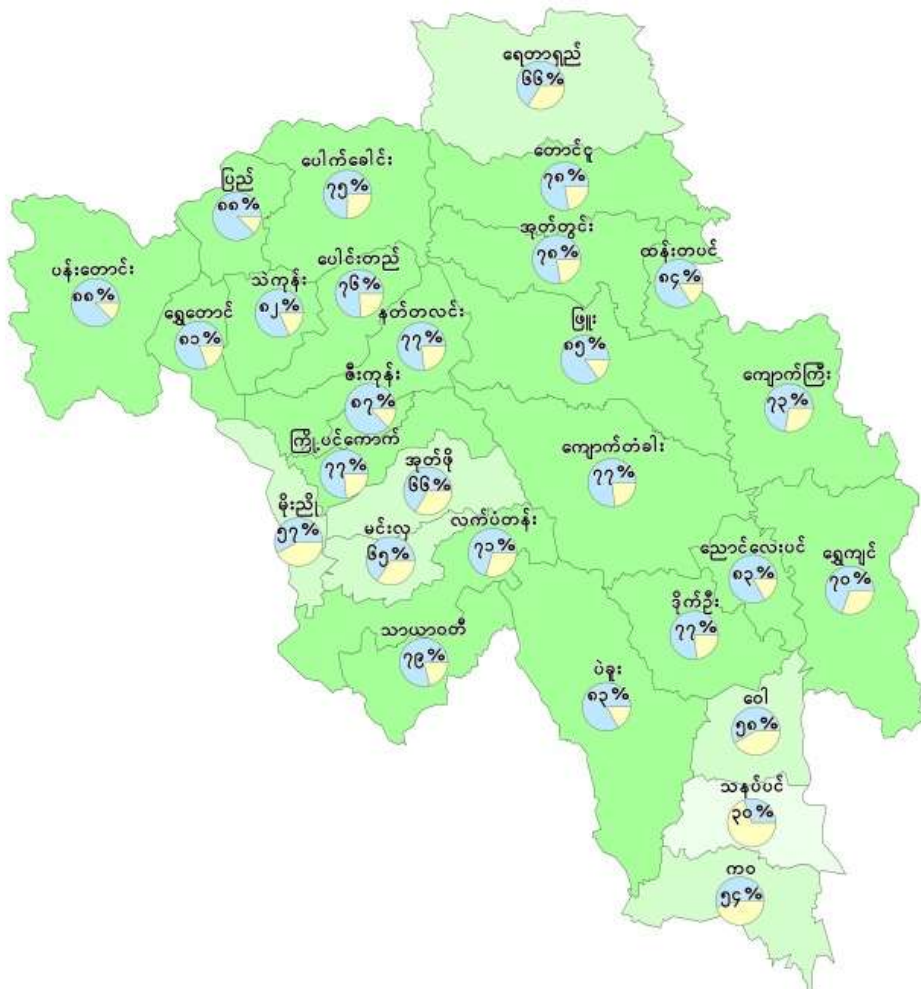 ရေတာရှည်
၆၆%
တောင်ငူ
၇၈%
ပေါက်ခေါင်း
၇၅%
ပြည်
၈၈%
အုတ်တွင်း
၇၈%
ထန်းတပင်
၈၄%
ပန်းတောင်း
၈၈%
သဲကုန်း
၈၂%
ပေါင်းတည်
၇၆%
ရွှေတောင်
၈၁%
နတ်တလင်း
၇၇%
ဖြူး
၈၅%
ကျောက်ကြီး
၇၃%
ဇီးကုန်း
၈၇%
ကြို့ပင်ကောက်
၇၇%
အုတ်ဖို
၆၆%
ကျောက်တံခါး
၇၇%
မိုးညို
၅၇%
မင်းလှ
၆၅%
လက်ပံတန်း
၇၁%
ညောင်လေးပင်
၈၃%
ရွှေကျင်
၇၀%
ဒိုက်ဦး
၇၇%
သာယာဝတီ
၇၉%
ပဲခူး
၈၃%
ဝေါ
၅၈%
သနပ်ပင်
၃၀%
ကဝ
၅၄%